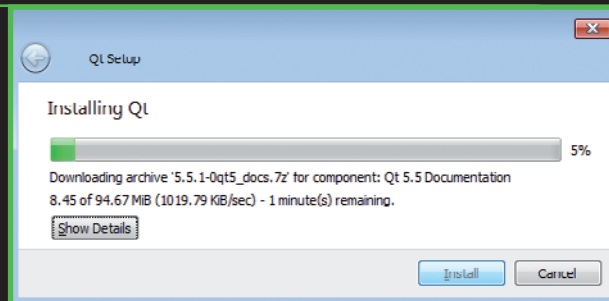 Qt Setup
Installing Qt
5%
Downloading archive '5.5.1-0qt5_docs.7z' for component: Qt 5.5 Documentation
8.45 of 94.67 MiB (1019.79 KiB/sec) - 1 minute(s) remaining.
Show Details
Install Cancel